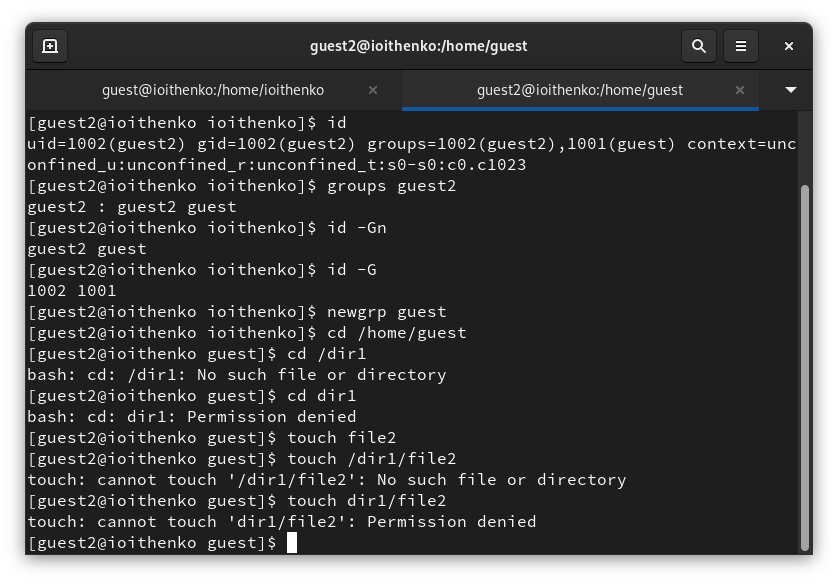 guest2@ioithenko:/home/guest
guest@ioithenko:/home/ioithenko
guest2@ioithenko:/home/guest
[guest2@ioithenko ioithenko]$ id
uid=1002(guest2) gid=1002(guest2) groups=1002(guest2),1001(guest) context=unc
onfined_u:unconfined_r:unconfined_t:s0-s0:c0.c1023
[guest2@ioithenko ioithenko]$ groups guest2
guest2 : guest2 guest
[guest2@ioithenko ioithenko]$ id -Gn
guest2 guest
[guest2@ioithenko ioithenko]$ id -G
1002 1001
[guest2@ioithenko ioithenko]$ newgrp guest
[guest2@ioithenko ioithenko]$ cd /home/guest
[guest2@ioithenko guest]$ cd /dir1
bash: cd: /dir1: No such file or directory
[guest2@ioithenko guest]$ cd dir1
bash: cd: dir1: Permission denied
[guest2@ioithenko guest]$ touch file2
[guest2@ioithenko guest]$ touch /dir1/file2
touch: cannot touch '/dir1/file2': No such file or directory
[guest2@ioithenko guest]$ touch dir1/file2
touch: cannot touch 'dir1/file2': Permission denied
[guest2@ioithenko guest]$